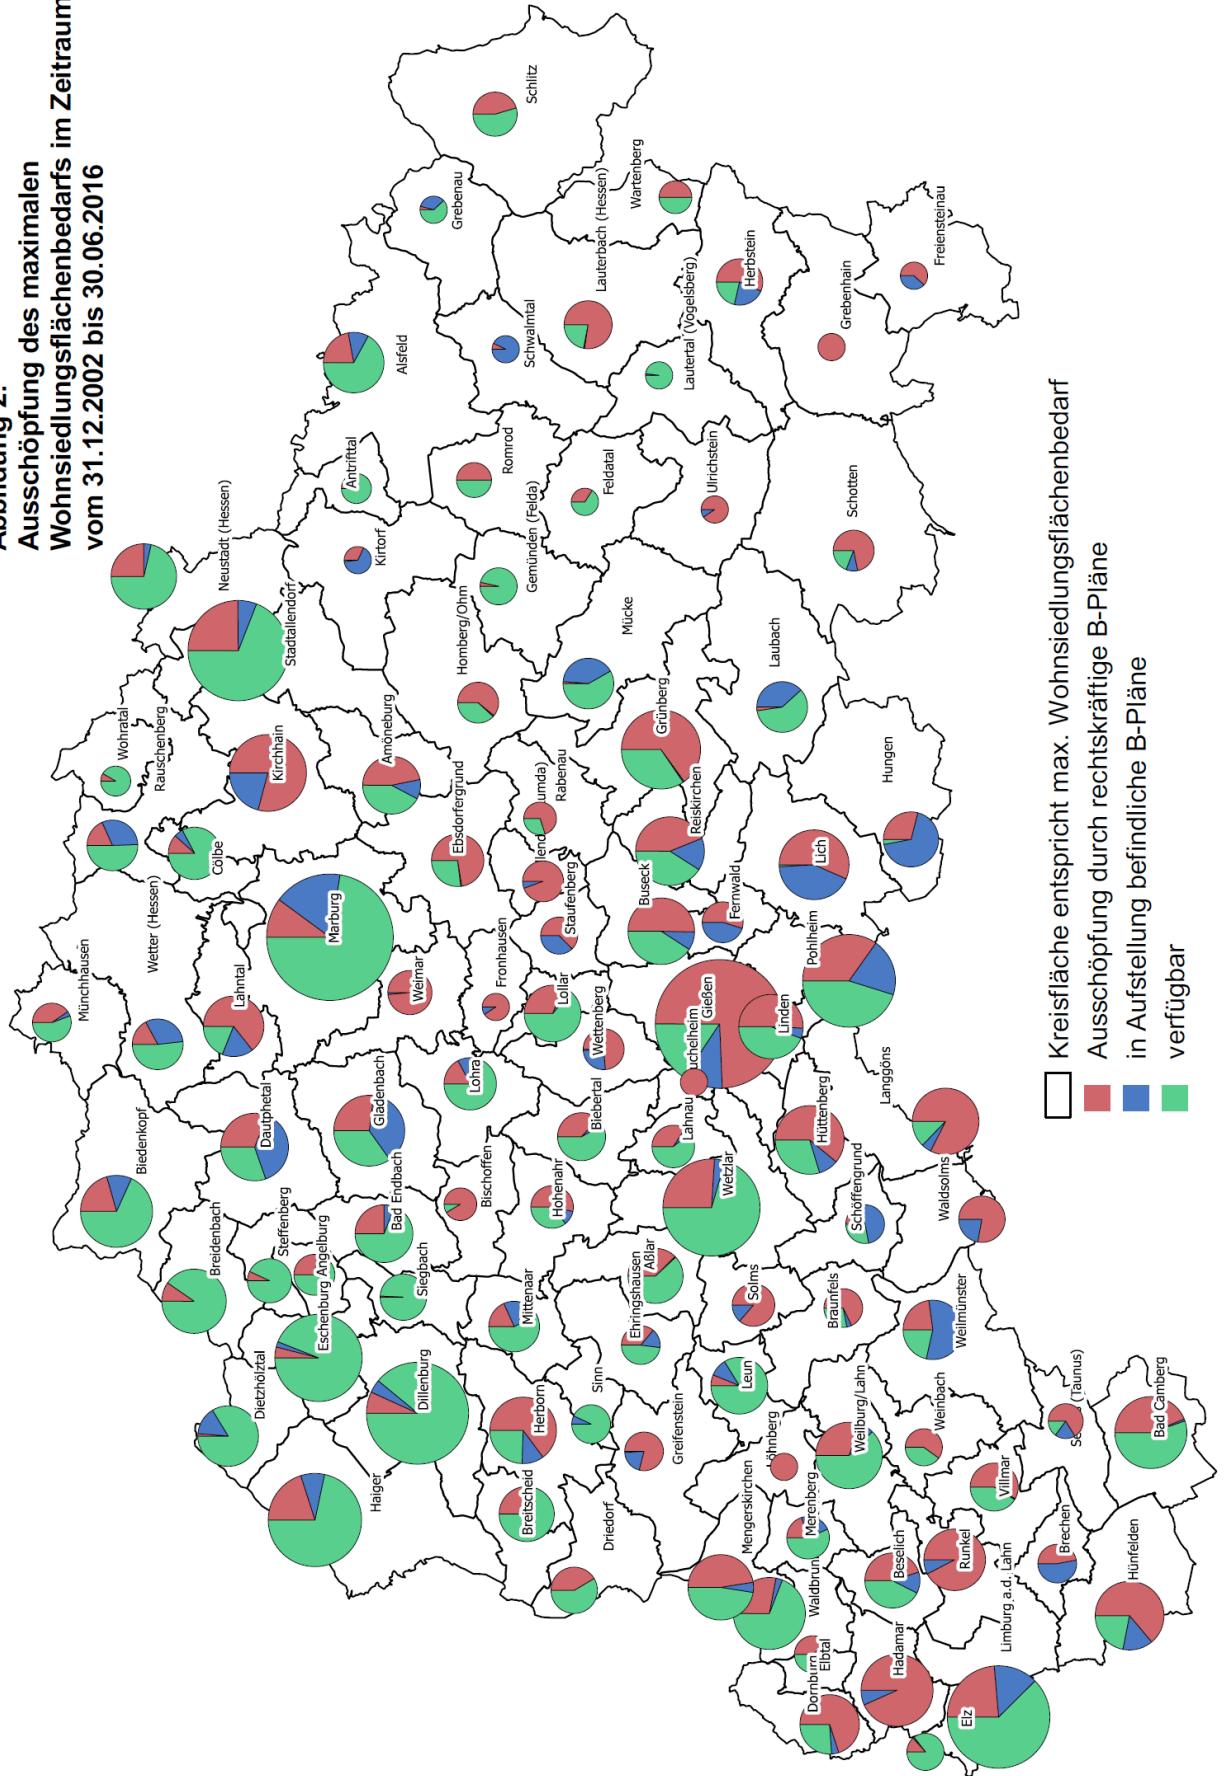 Abbildung 2:
Ausschöpfung des maximalen
Wohnsiedlungsflächenbedarfs im Zeitraum
vom 31.12.2002 bis 30.06.2016
Schlitz
Grebenau
Wartenberg
Lauterbach (Hessen)
Freiensteinau
Herbstein
Grebenhain
Schwalmtal
Lautertal (Vogelsberg)
Alsfeld
Antrifttal
Romrod
Feldatal
Ulrichstein
Schotten
Neustadt (Hessen)
Kirtorf
Gemünden (Felda)
Stadtallendorf
Homberg/Ohm
Mücke
Laubach
Wohratal
Rauschenberg
Kirchhain
Amöneburg
Grünberg
Hungen
Ebsdorfergrund
Rabenau
Reiskirchen
Cölbe
Staufenberg
Buseck
Fernwald
Lich
Wetter (Hessen)
Marburg
Weimar
Fronhausen
Lollar
Pohlheim
Münchhausen
Lahntal
Wettenberg
Gießen
Linden
Langgöns
Biedenkopf
Dautphetal
Gladenbach
Lohra
Biebertal
Lahnau
Hüttenberg
Breidenbach
Steffenberg
Angelburg
Bad Endbach
Bischoffen
Hohenahr
Wetzlar
Schöffengrund
Waldsolms
Eschenburg
Siegbach
Mittenaar
Ehringshausen
Aßlar
Solms
Braunfels
Weilmünster
Dietzhölztal
Dillenburg
Herborn
Sinn
Greifenstein
Leun
Haiger
Breitscheid
Driedorf
Mengerskirchen
Löhnberg
Merenberg
Weilburg/Lahn
Weinbach
Villmar
(Taunus)
Bad Camberg
Waldbrunn
Beselich
Runkel
Brechen
Hünfelden
Dornburg
Elbtal
Hadamar
Limburg a.d. Lahn
Elz
Kreisfläche entspricht max. Wohnsiedlungsflächenbedarf
Ausschöpfung durch rechtskräftige B-Pläne
in Aufstellung befindliche B-Pläne
verfügbar